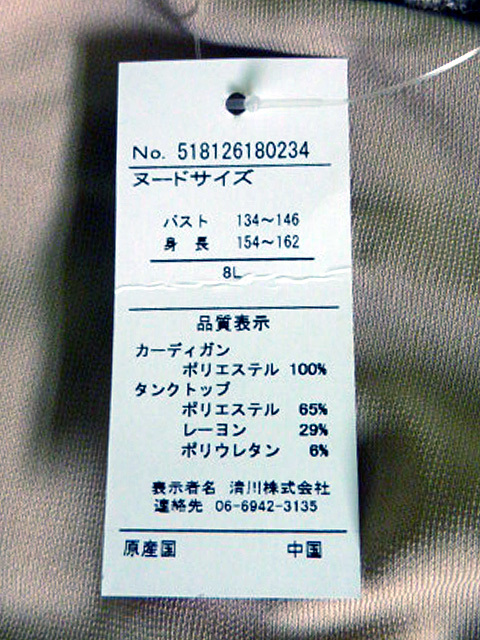 No. 518126180234
ヌードサイズ
バスト 134～146
身長 154～162
8L
品質表示
カーディガン
ポリエステル 100%
タンクトップ
ポリエステル 65%
レーヨン 29%
ポリウレタン 6%
表示者名 清川株式会社
連絡先 06-6942-3135
原産国 中国